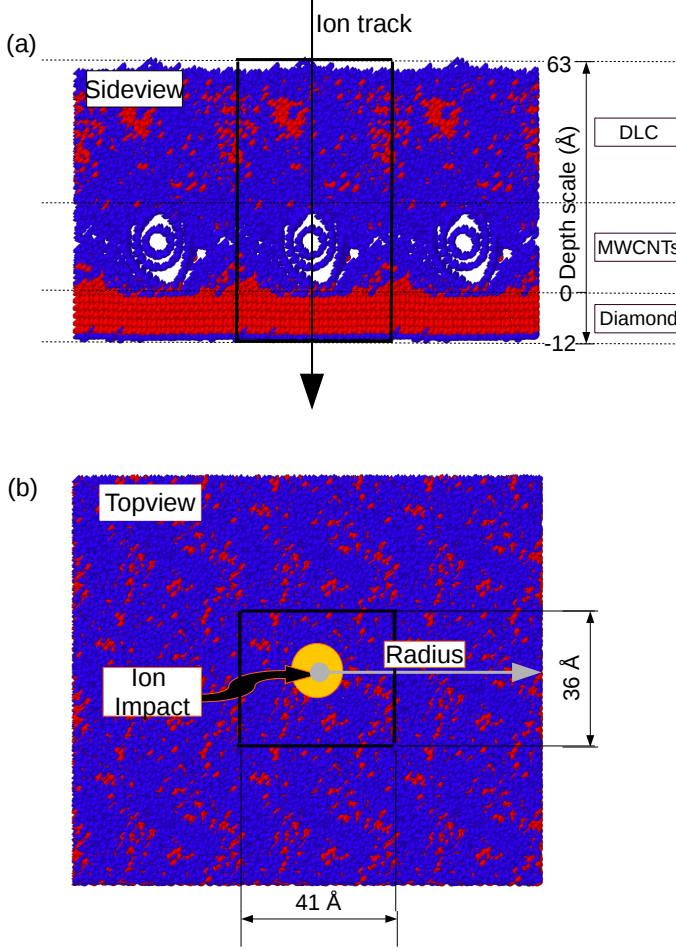 Ion track
(a)
Sideview
63
DLC
Depth scale (Å)
MWCNTs
0
Diamond
-12
(b)
Topview
Radius
Ion
Impact
36 Å
41 Å